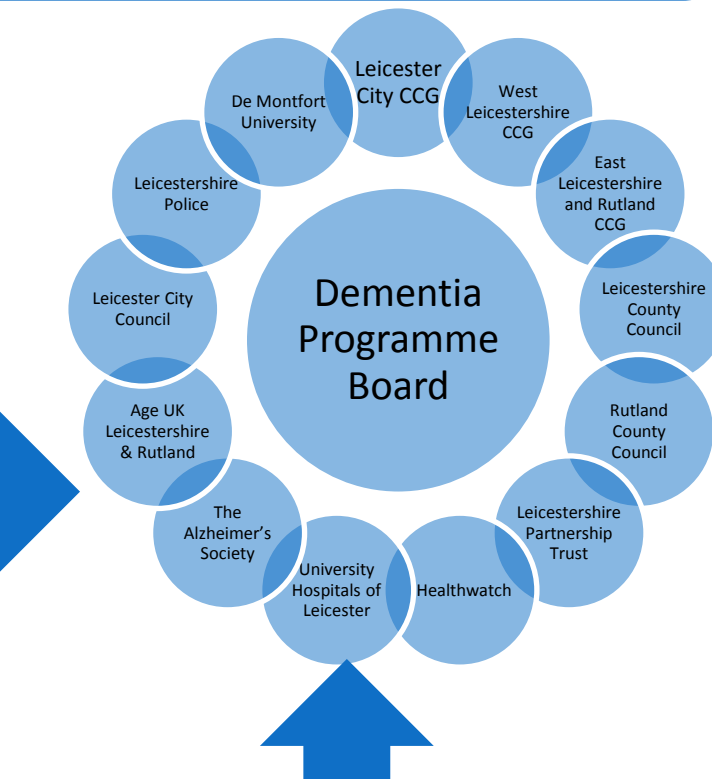 Leicester
City CCG
West
Leicestershire
CCG
East
Leicestershire
and Rutland
CCG
Leicestershire
County
Council
Rutland
County
Council
Leicestershire
Partnership
Trust
Healthwatch
University
Hospitals of
Leicester
The
Alzheimer’s
Society
Age UK
Leicestershire
& Rutland
Leicester City
Council
Leicestershire
Police
De Montfort
University
Dementia
Programme
Board